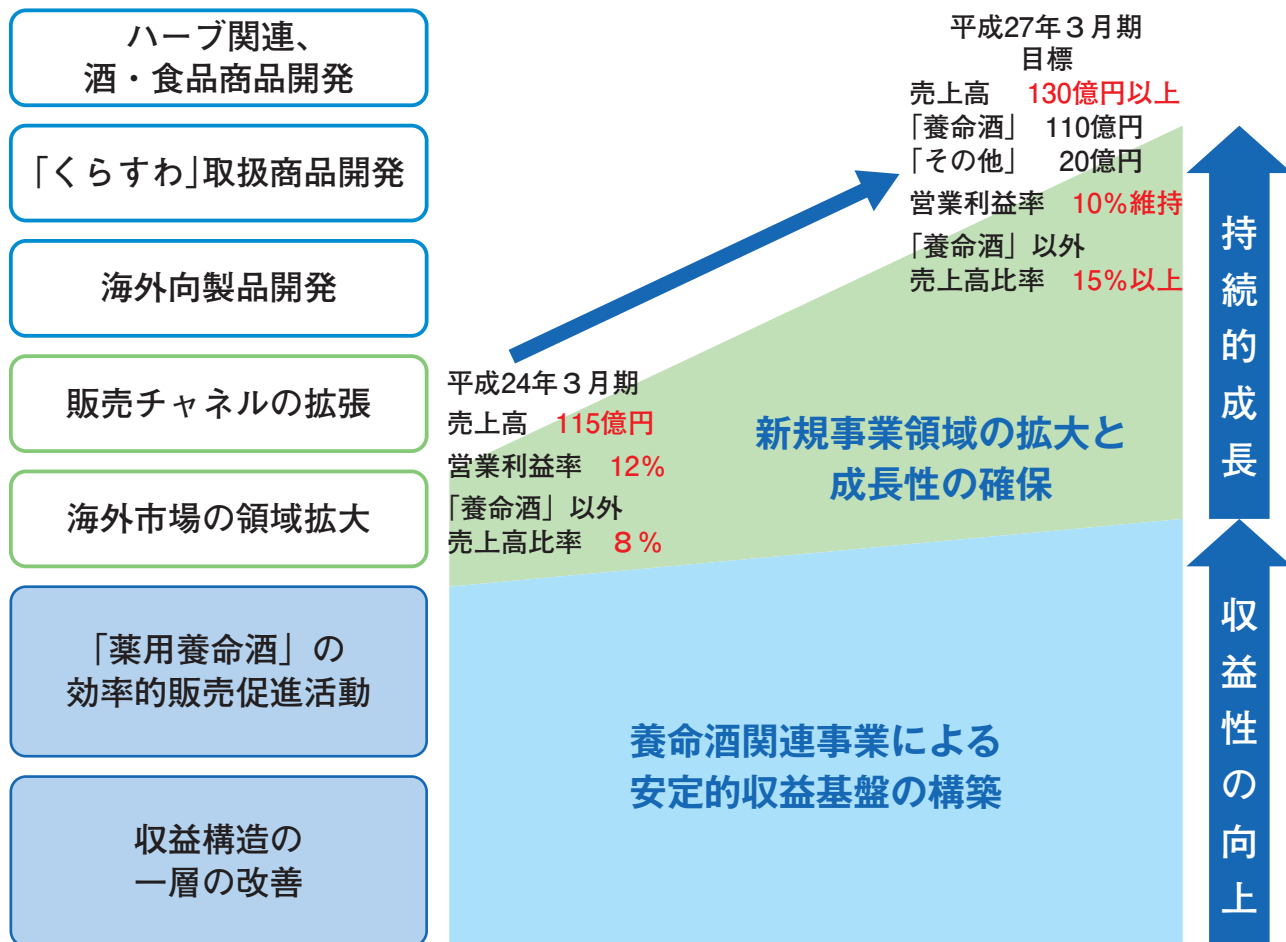 ハーブ関連、
酒・食品商品開発
「くらすわ」取扱商品開発
海外向製品開発
販売チャネルの拡張
海外市場の領域拡大
「薬用養命酒」の
効率的販売促進活動
収益構造の
一層の改善
平成24年３月期
売上高 115億円
営業利益率 12%
「養命酒」以外
売上高比率 ８%
平成27年３月期
目標
売上高 130億円以上
「養命酒」 110億円
「その他」 20億円
営業利益率 10%維持
「養命酒」以外
売上高比率 15%以上
新規事業領域の拡大と
成長性の確保
養命酒関連事業による
安定的収益基盤の構築
持続的成長
収益性の向上